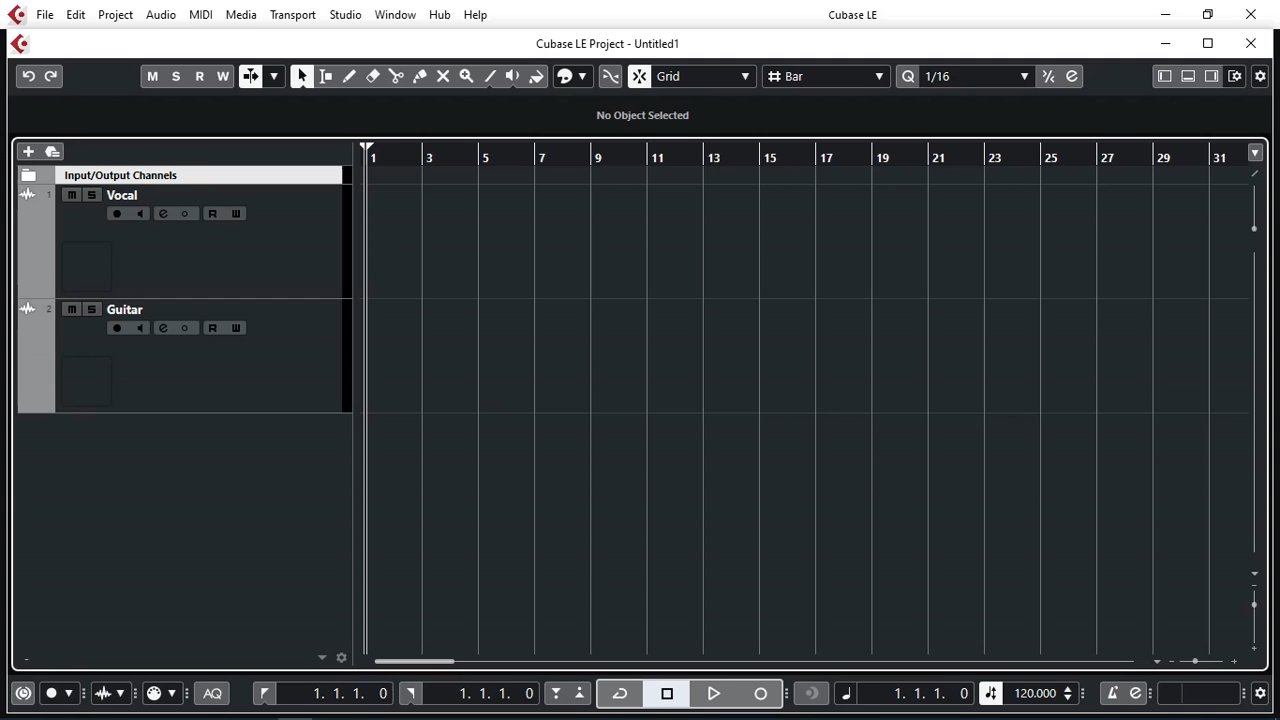 File Edit Project Audio MIDI Media Transport Studio Window Hub Help Cubase LE
Cubase LE Project - Untitled1
M S R W Grid Bar Q 1/16 e
No Object Selected
1 3 5 7 9 11 13 15 17 19 21 23 25 27 29 31
Input/Output Channels
1 m S Vocal
e R W
2 m S Guitar
e R W
AQ 1. 1. 1. 0 1. 1. 1. 0 1. 1. 1. 0 120.000 e